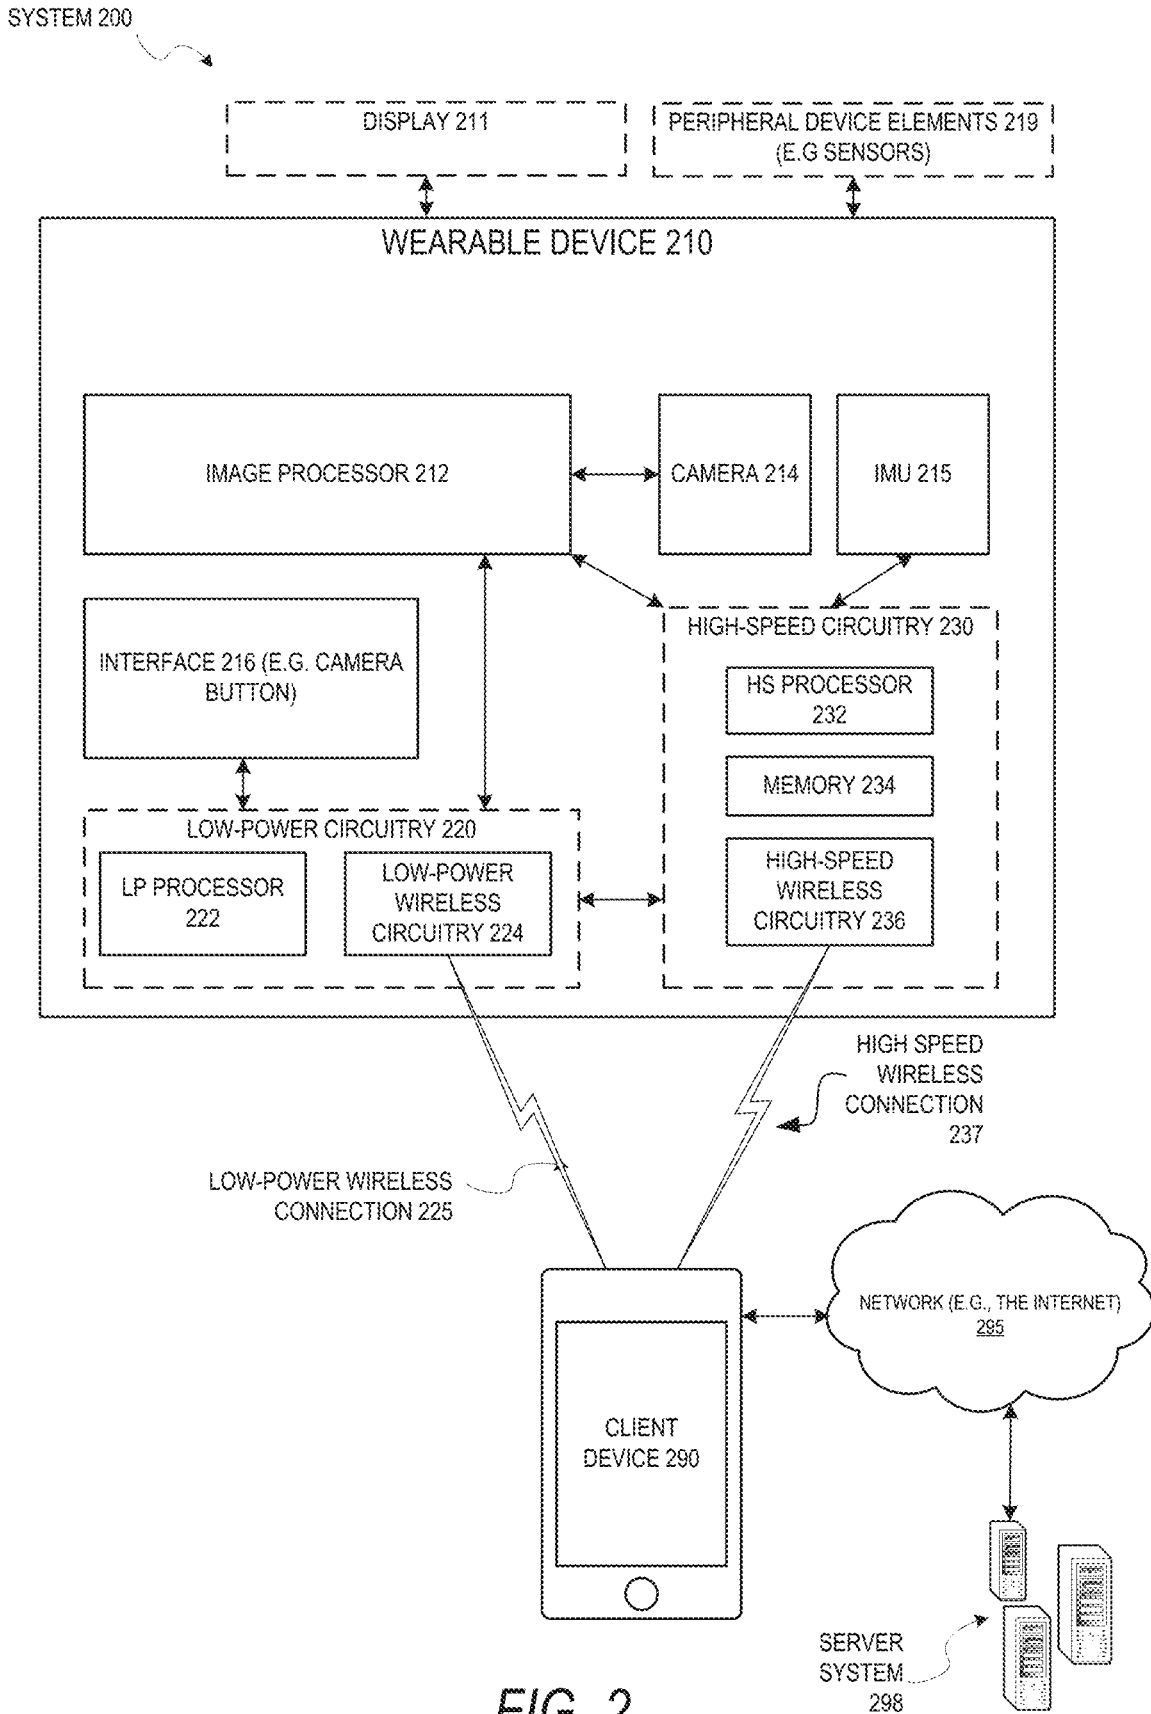 SYSTEM 200
DISPLAY 211
PERIPHERAL DEVICE ELEMENTS 219
(E.G SENSORS)
WEARABLE DEVICE 210
IMAGE PROCESSOR 212
CAMERA 214
IMU 215
INTERFACE 216 (E.G. CAMERA
BUTTON)
HIGH-SPEED CIRCUITRY 230
HS PROCESSOR
232
MEMORY 234
HIGH-SPEED
WIRELESS
CIRCUITRY 236
LOW-POWER CIRCUITRY 220
LP PROCESSOR
222
LOW-POWER
WIRELESS
CIRCUITRY 224
HIGH SPEED
WIRELESS
CONNECTION
237
LOW-POWER WIRELESS
CONNECTION 225
NETWORK (E.G., THE INTERNET)
295
CLIENT
DEVICE 290
SERVER
SYSTEM
298
FIG. 2